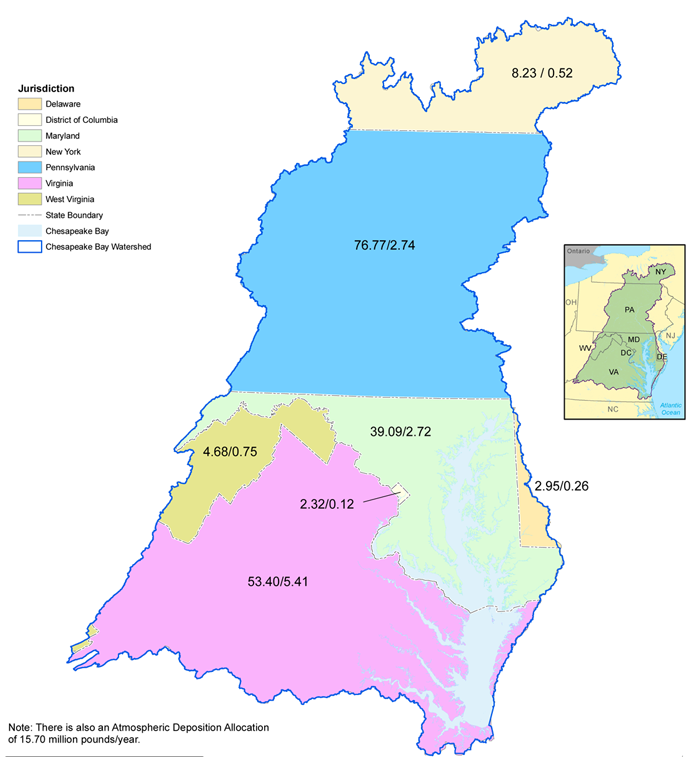 8.23 / 0.52
Jurisdiction
Delaware
District of Columbia
Maryland
New York
Pennsylvania
Virginia
West Virginia
State Boundary
Chesapeake Bay
Chesapeake Bay Watershed
76.77/2.74
Ontario
NY
OH
PA
NJ
MD
WV
DC
DE
VA
NC
Atlantic
Ocean
39.09/2.72
4.68/0.75
2.95/0.26
2.32/0.12
53.40/5.41
Note: There is also an Atmospheric Deposition Allocation
of 15.70 million pounds/year.